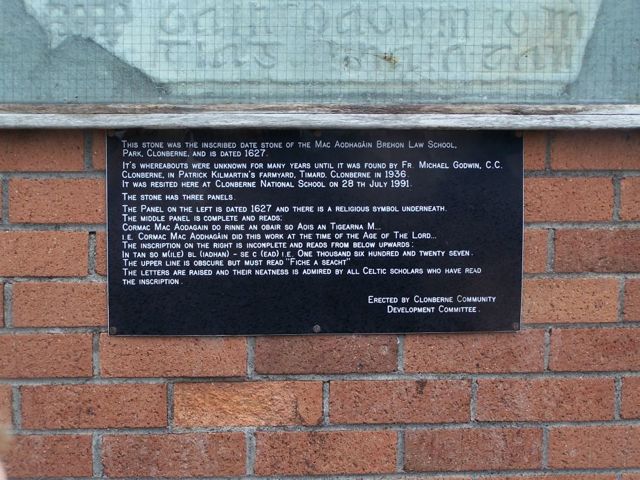 This stone was the inscribed date stone of the Mac Aodhagáin Brehon Law School,
Park, Clonberne, and is dated 1627.
It's whereabouts were unknown for many years until it was found by Fr. Michael Godwin, C.C.
Clonberne, in Patrick Kilmartin's farmyard, Timard, Clonberne in 1936.
It was resited here at Clonberne National School on 28 th July 1991.
The stone has three panels.
The Panel on the left is dated 1627 and there is a religious symbol underneath.
The middle panel is complete and reads:
Cormac Mac Aodagain do rinne an obair so Aois an Tigearna M...
i.e. Cormac Mac Aodhagáin did this work at the time of the Age of The Lord...
The inscription on the right is incomplete and reads from below upwards:
In tan so m(ile) bl (iadhan) - se c (ead) i.e. One thousand six hundred and twenty seven.
The upper line is obscure but must read "Fiche a seacht"
The letters are raised and their neatness is admired by all Celtic scholars who have read
the inscription.
Erected by Clonberne Community
Development Committee.